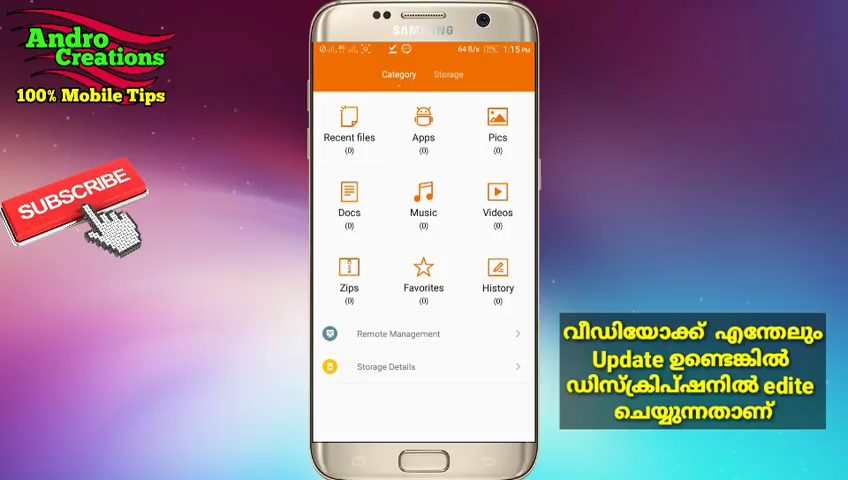 Andro
Creations
100% Mobile Tips
SUBSCRIBE
SAMSUNG
64 B/s 1:15 PM
Category Storage
Recent files Apps Pics
(0) (0) (0)
Docs Music Videos
(0) (0) (0)
Zips Favorites History
(0) (0) (0)
Remote Management
Storage Details
വീഡിയോക്ക് എന്തേലും
Update ഉണ്ടെങ്കിൽ
ഡിസ്ക്രിപ്ഷനിൽ edite
ചെയ്യുന്നതാണ്